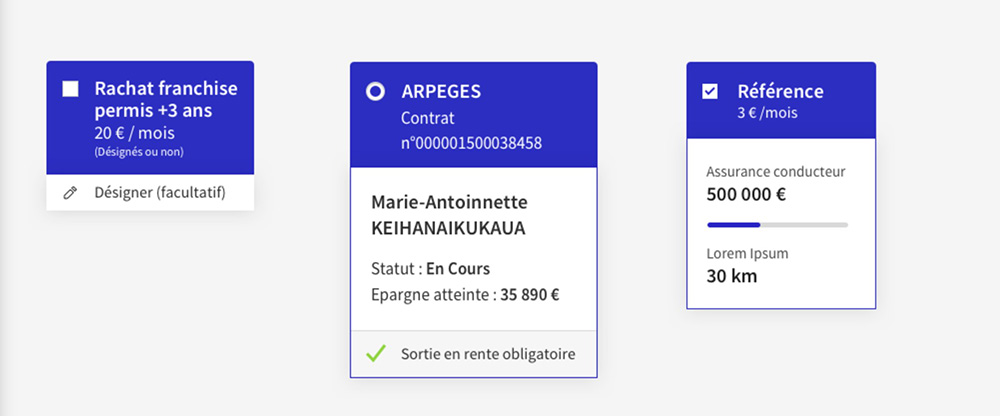 Rachat franchise
permis +3 ans
20 € / mois
(Désignés ou non)
Désigner (facultatif)
ARPEGES
Contrat
n°000001500038458
Marie-Antoinnette
KEIHANAIKUKAUA
Statut : En Cours
Epargne atteinte : 35 890 €
Sortie en rente obligatoire
Référence
3 € /mois
Assurance conducteur
500 000 €
Lorem Ipsum
30 km